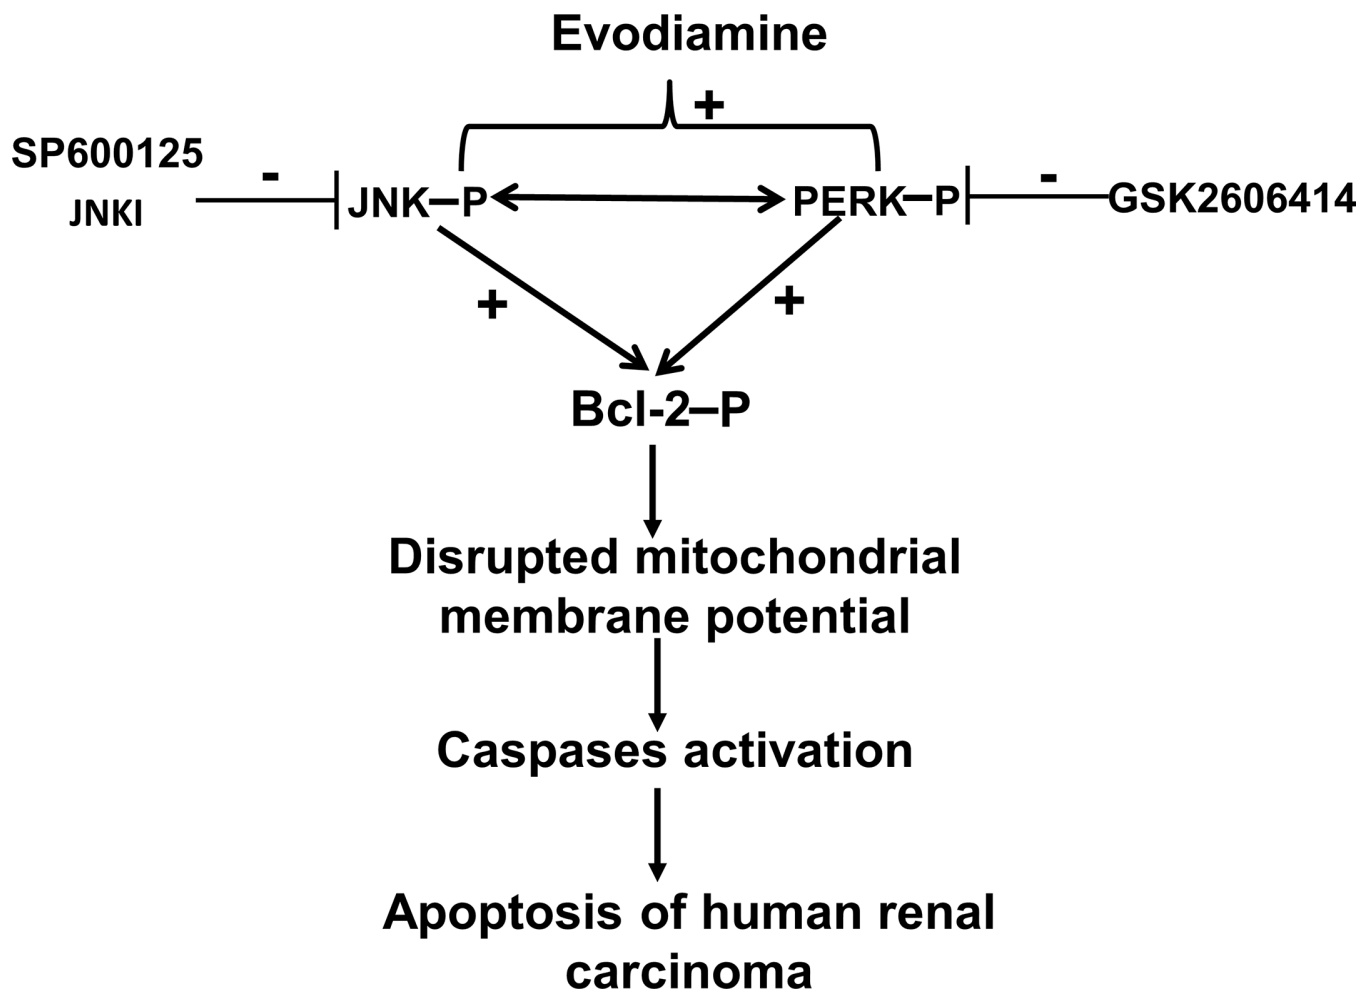 Evodiamine
+
SP600125
JNKI
-
JNK–P
PERK–P
-
GSK2606414
+
+
Bcl-2–P
Disrupted mitochondrial
membrane potential
Caspases activation
Apoptosis of human renal
carcinoma